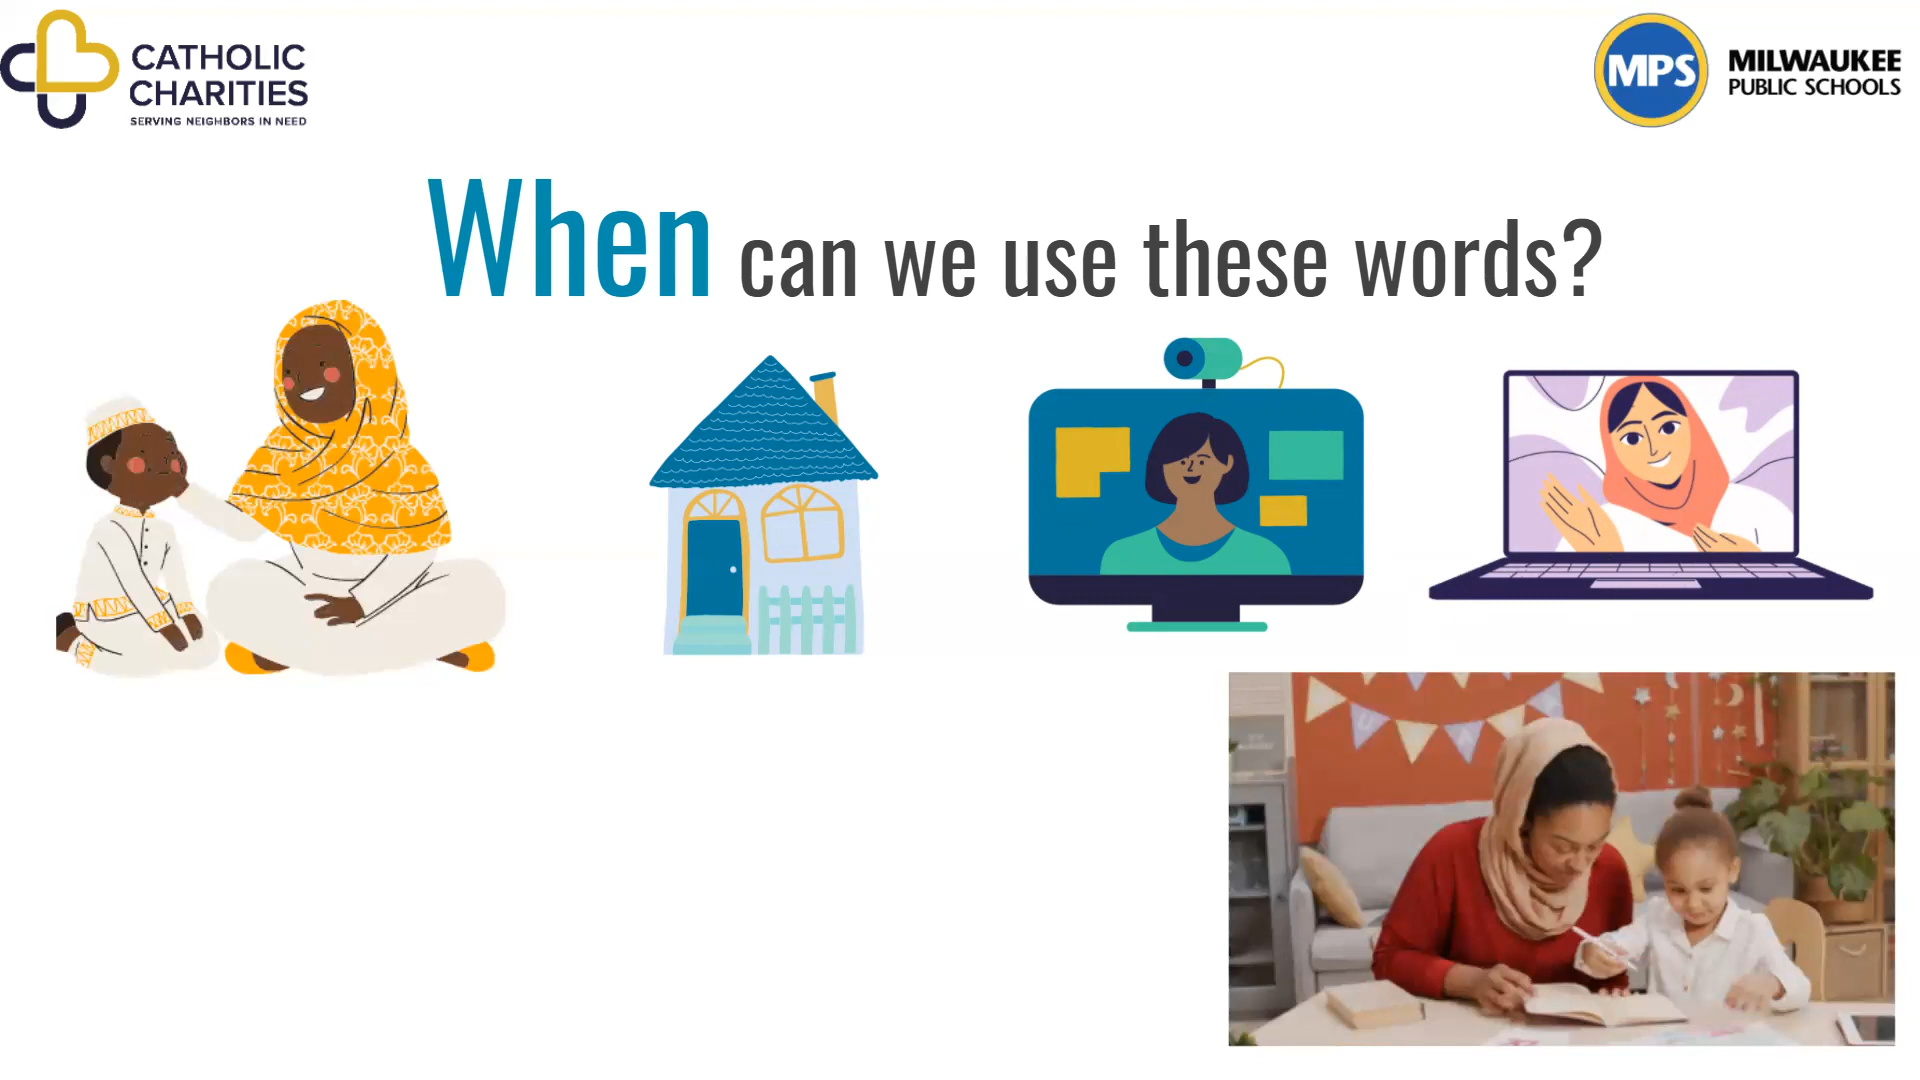 CATHOLIC
CHARITIES
SERVING NEIGHBORS IN NEED
MPS
MILWAUKEE
PUBLIC SCHOOLS
When can we use these words?